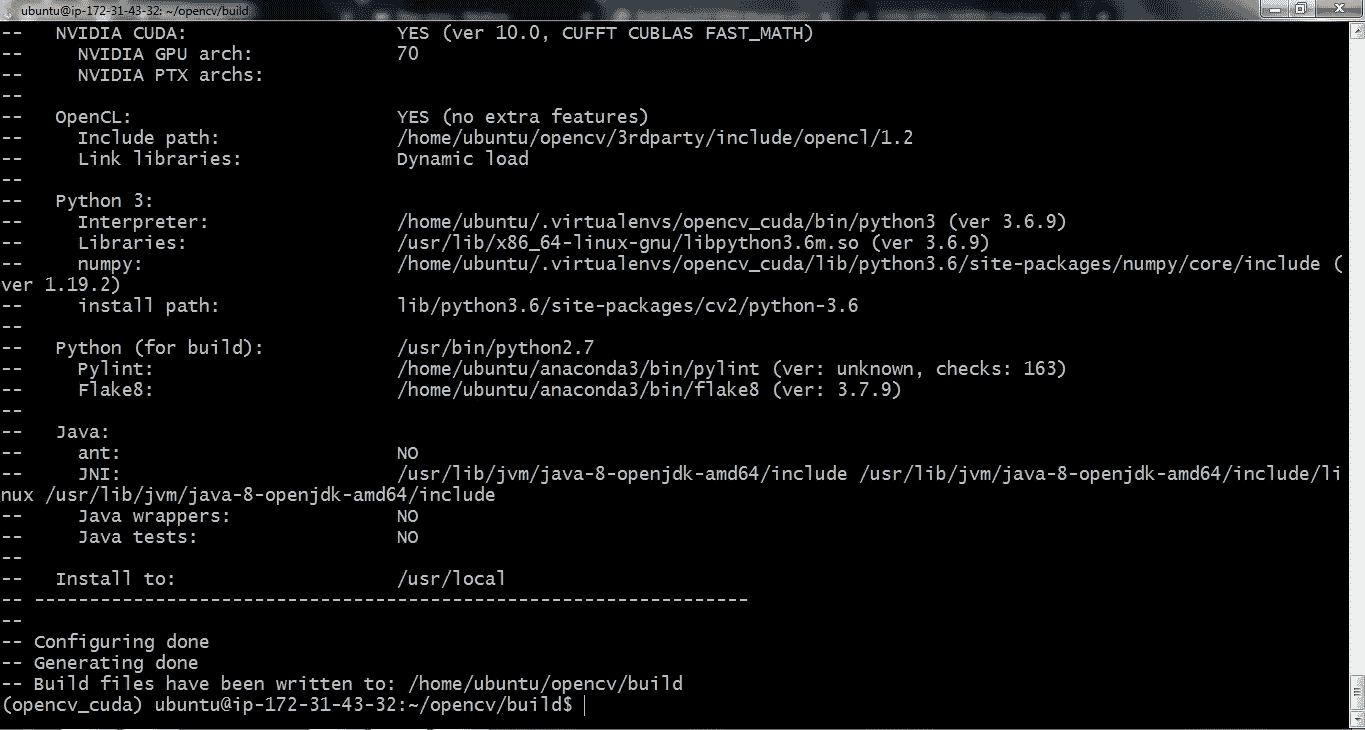 ubuntu@ip-172-31-43-32: ~/opencv/build
--   NVIDIA CUDA:                   YES (ver 10.0, CUFFT CUBLAS FAST_MATH)
--     NVIDIA GPU arch:             70
--     NVIDIA PTX archs:
--
--   OpenCL:                        YES (no extra features)
--     Include path:                /home/ubuntu/opencv/3rdparty/include/opencl/1.2
--     Link libraries:              Dynamic load
--
--   Python 3:
--     Interpreter:                 /home/ubuntu/.virtualenvs/opencv_cuda/bin/python3 (ver 3.6.9)
--     Libraries:                   /usr/lib/x86_64-linux-gnu/libpython3.6m.so (ver 3.6.9)
--     numpy:                       /home/ubuntu/.virtualenvs/opencv_cuda/lib/python3.6/site-packages/numpy/core/include (
ver 1.19.2)
--     install path:                lib/python3.6/site-packages/cv2/python-3.6
--
--   Python (for build):            /usr/bin/python2.7
--     Pylint:                      /home/ubuntu/anaconda3/bin/pylint (ver: unknown, checks: 163)
--     Flake8:                      /home/ubuntu/anaconda3/bin/flake8 (ver: 3.7.9)
--
--   Java:
--     ant:                         NO
--     JNI:                         /usr/lib/jvm/java-8-openjdk-amd64/include /usr/lib/jvm/java-8-openjdk-amd64/include/li
nux /usr/lib/jvm/java-8-openjdk-amd64/include
--     Java wrappers:               NO
--     Java tests:                  NO
--
--   Install to:                    /usr/local
-- -----------------------------------------------------------------
--
-- Configuring done
-- Generating done
-- Build files have been written to: /home/ubuntu/opencv/build
(opencv_cuda) ubuntu@ip-172-31-43-32:~/opencv/build$